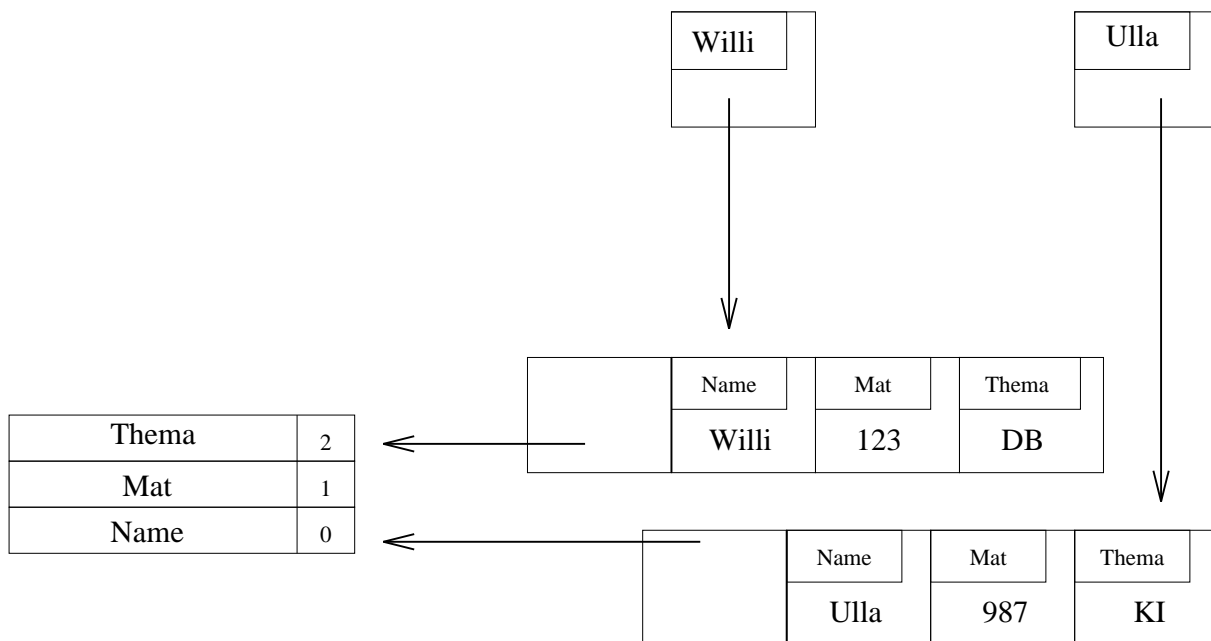 Willi Ulla
Name Mat Thema
Willi 123 DB
Thema 2
Mat 1
Name 0
Name Mat Thema
Ulla 987 KI